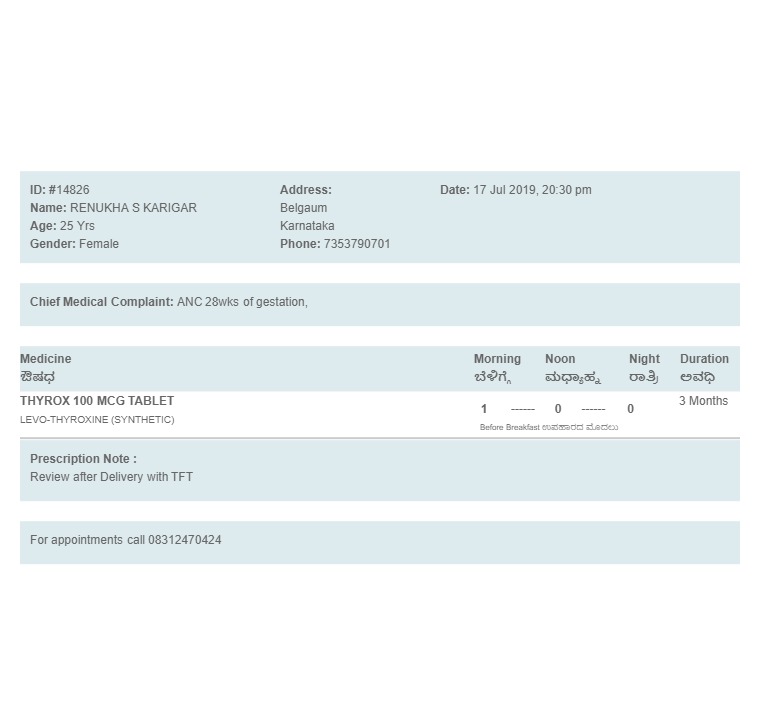 ID: #14826
Name: RENUKHA S KARIGAR
Age: 25 Yrs
Gender: Female
Address:
Belgaum
Karnataka
Phone: 7353790701
Date: 17 Jul 2019, 20:30 pm
Chief Medical Complaint: ANC 28wks of gestation,
Medicine Morning Noon Night Duration
ಔಷಧ ಬೆಳಿಗ್ಗೆ ಮಧ್ಯಾಹ್ನ ರಾತ್ರಿ ಅವಧಿ
THYROX 100 MCG TABLET 3 Months
1 ------ 0 ------ 0
LEVO-THYROXINE (SYNTHETIC)
Before Breakfast ಉಪಹಾರದ ಮೊದಲು
Prescription Note :
Review after Delivery with TFT
For appointments call 08312470424